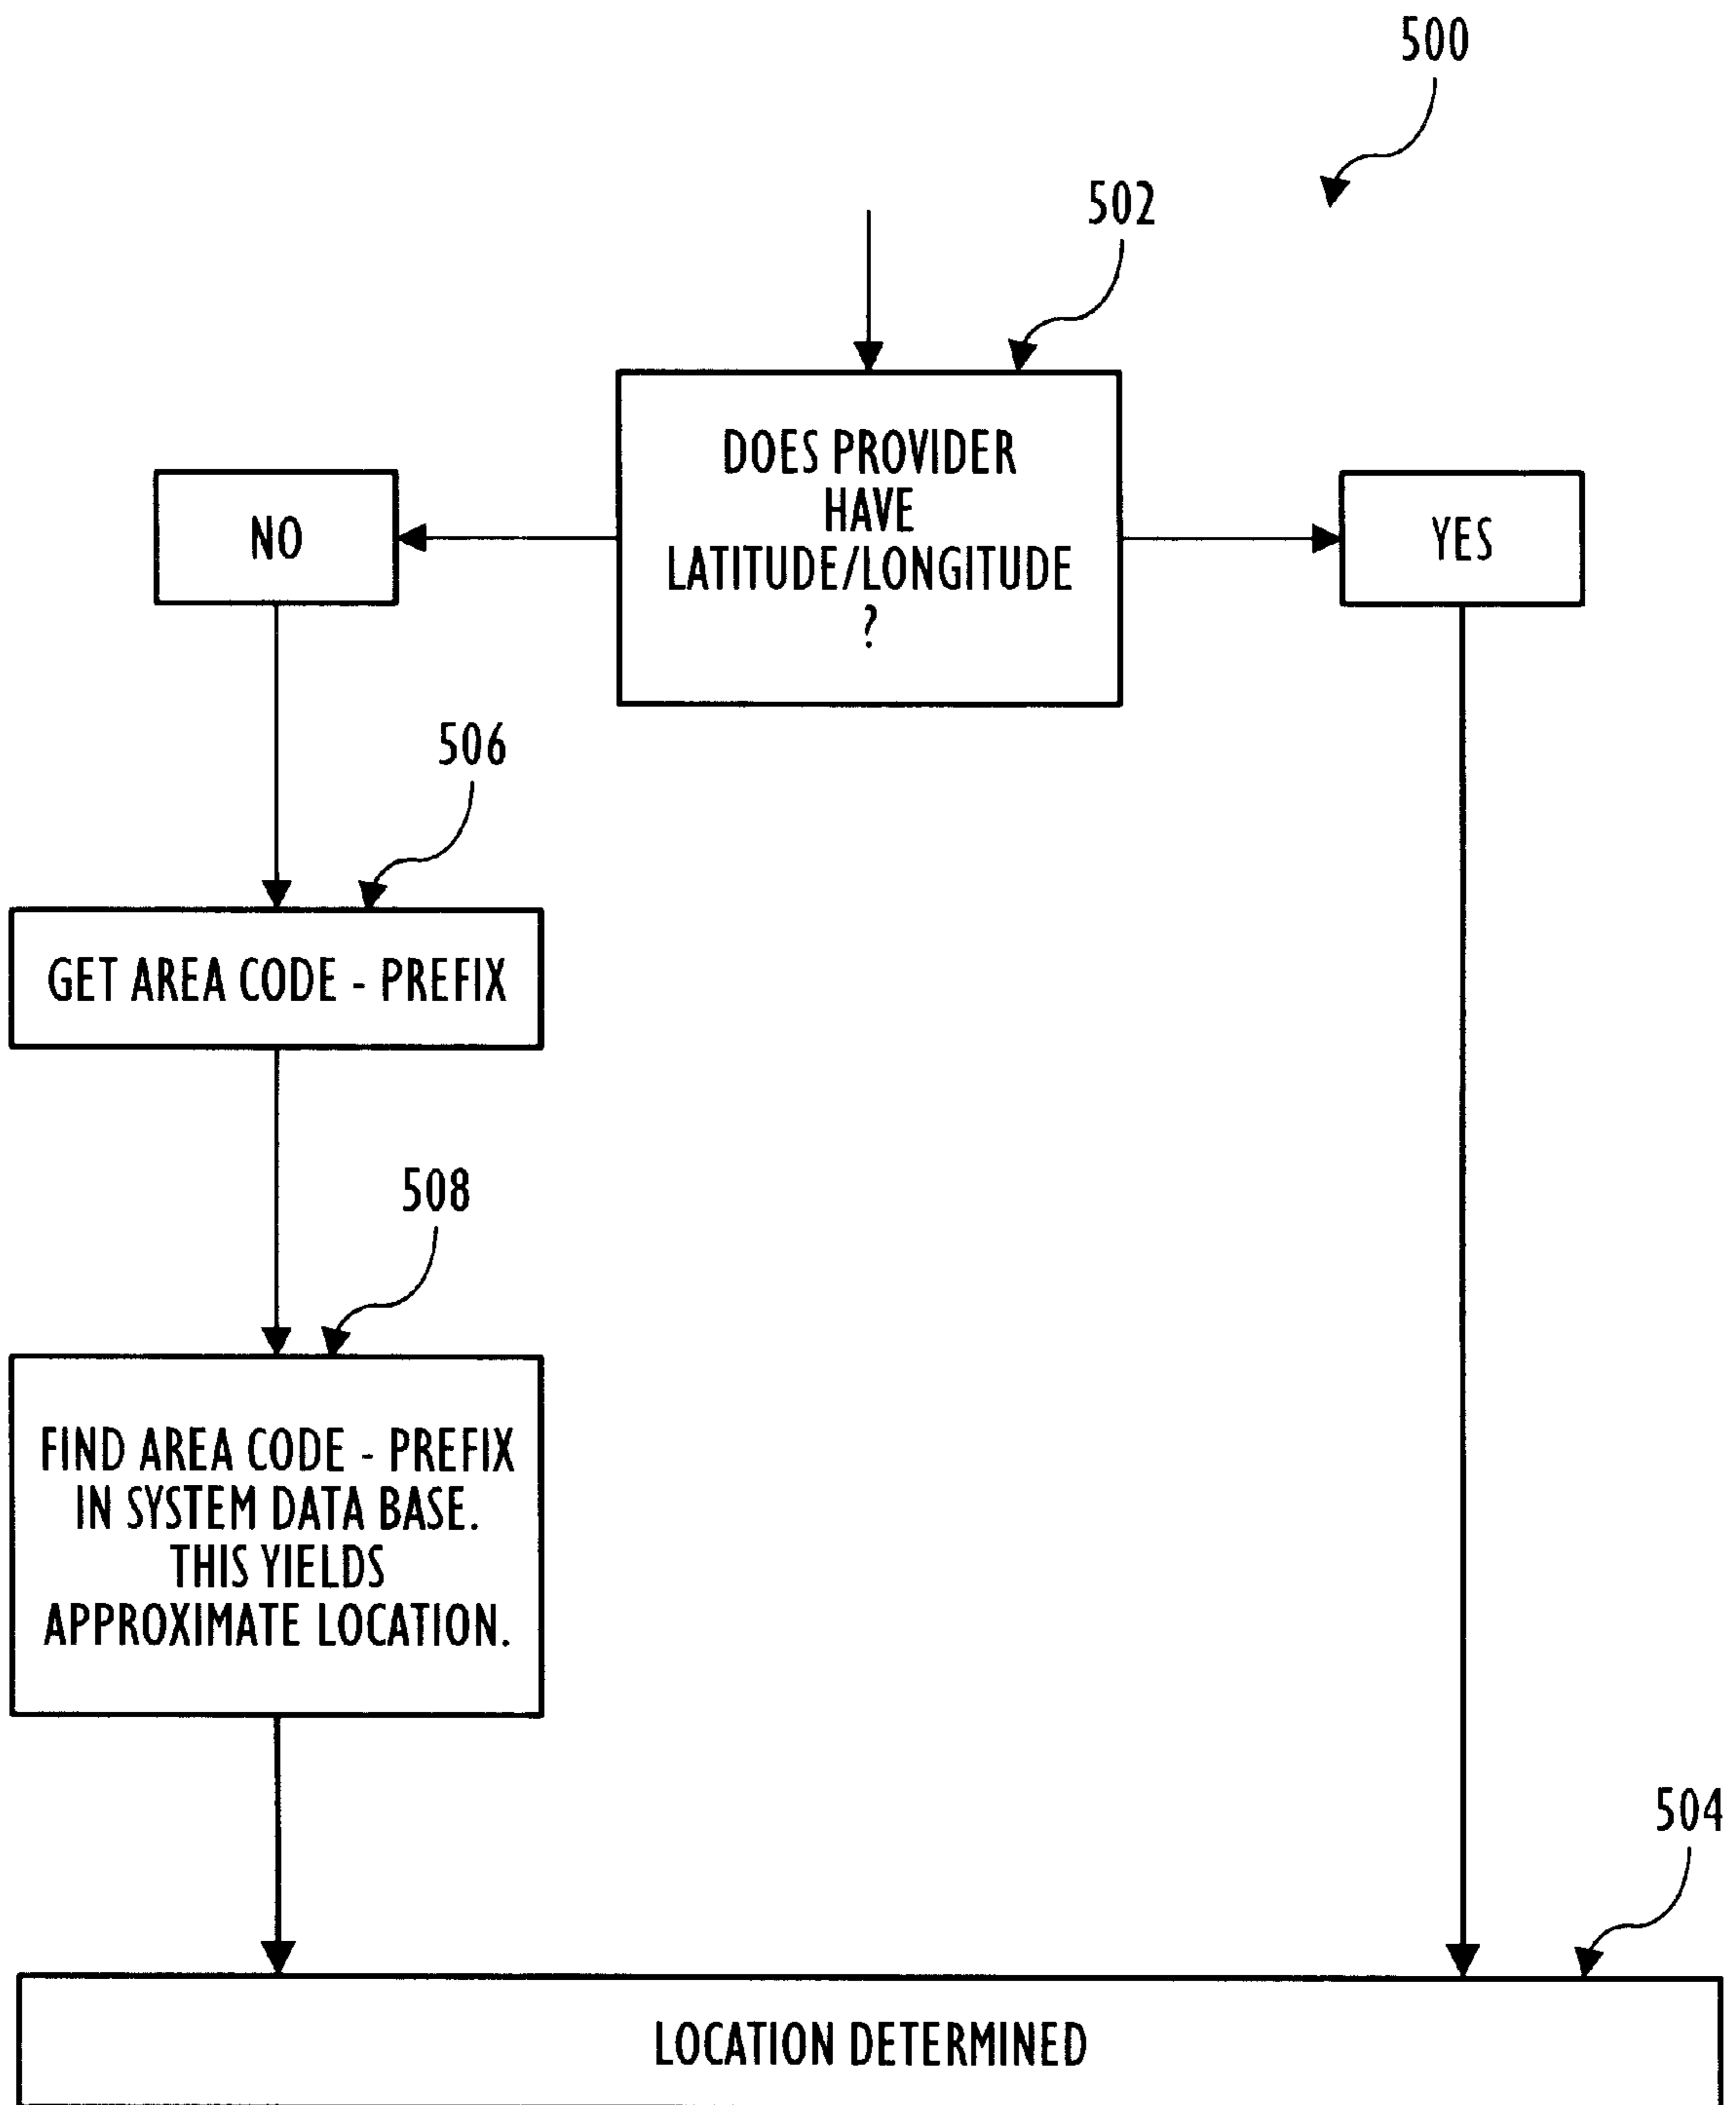 500
502
DOES PROVIDER
HAVE
LATITUDE/LONGITUDE
?
NO
YES
506
GET AREA CODE - PREFIX
508
FIND AREA CODE - PREFIX
IN SYSTEM DATA BASE.
THIS YIELDS
APPROXIMATE LOCATION.
504
LOCATION DETERMINED